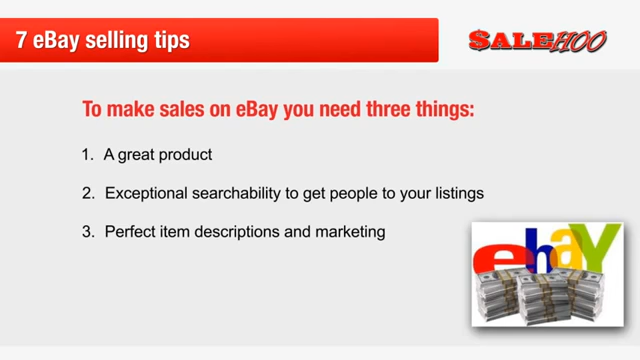 7 eBay selling tips
SALEHOO
To make sales on eBay you need three things:
1. A great product
2. Exceptional searchability to get people to your listings
3. Perfect item descriptions and marketing
ebaY